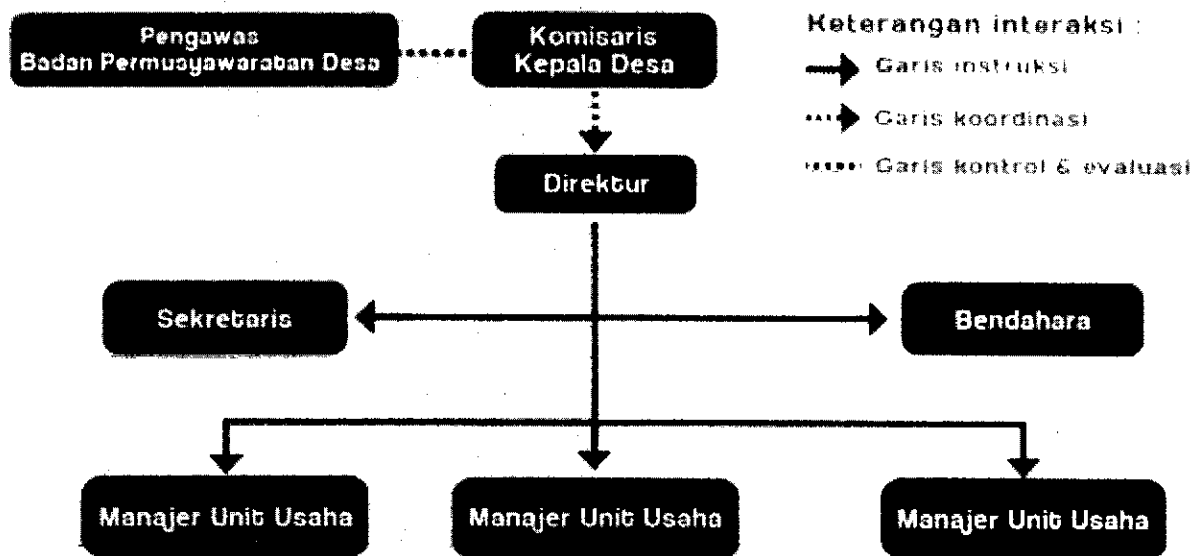 Pengawas
Badan Permusyawaratan Desa
Komisaris
Kepala Desa
Keterangan interaksi :
Garis instruksi
Garis koordinasi
Garis kontrol & evaluasi
Direktur
Sekretaris
Bendahara
Manajer Unit Usaha
Manajer Unit Usaha
Manajer Unit Usaha